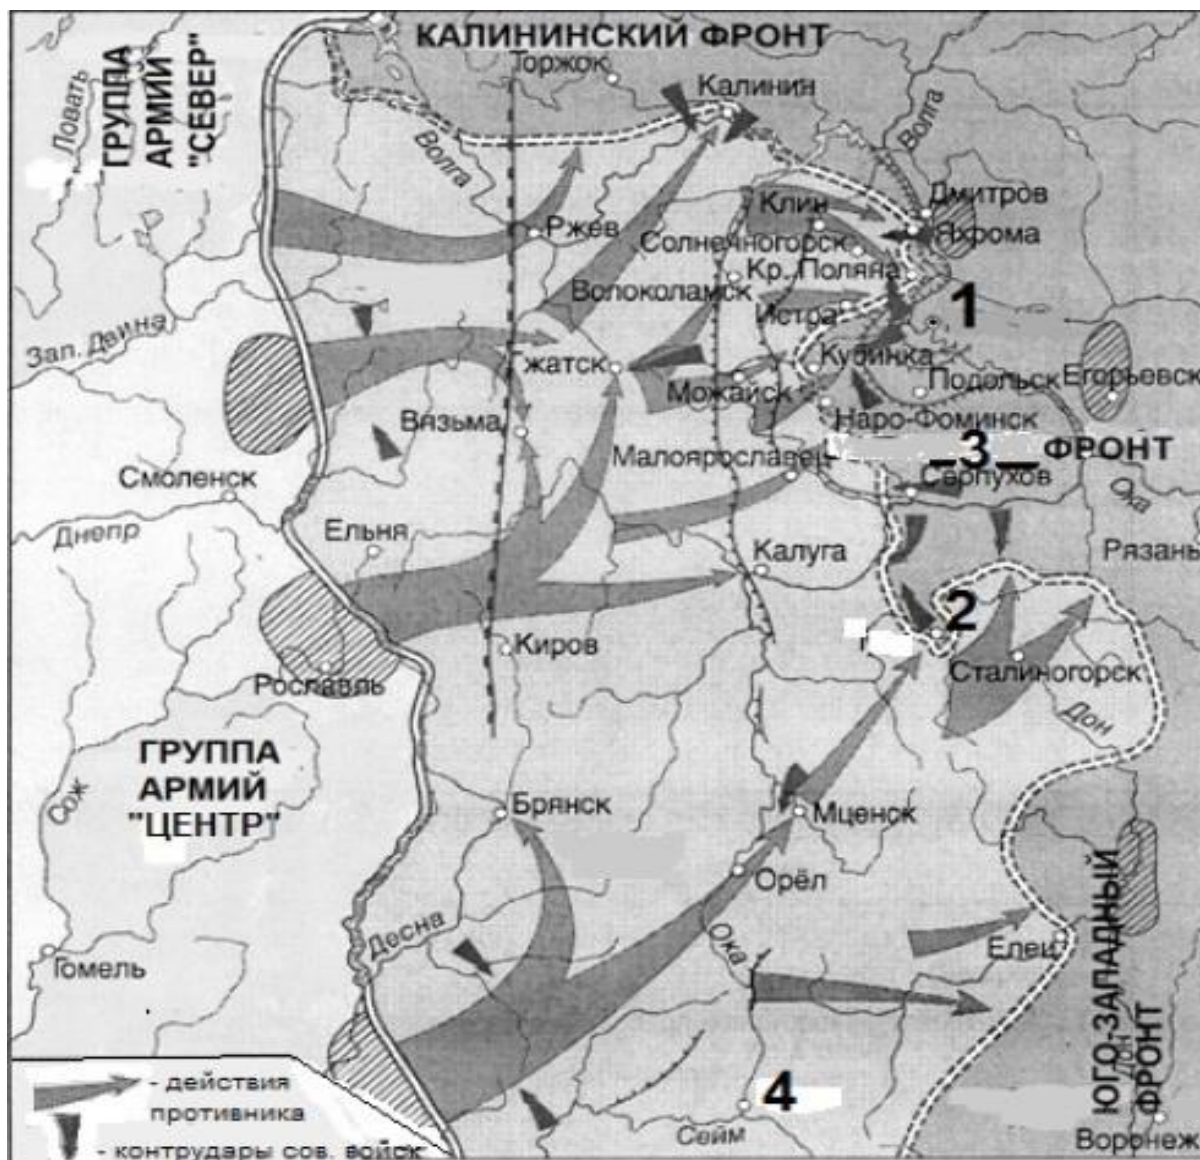 КАЛИНИНСКИЙ ФРОНТ
ГРУППА
АРМИЙ
"СЕВЕР"
Ловать
Торжок
Калинин
Волга
Волга
Дмитров
Клин
Яхрома
Ржев
Солнечногорск
Кр. Поляна
Волоколамск
1
Истра
Зап. Двина
жатск
Кубинка
Можайск
Подольск
Егорьевск
Наро-Фоминск
Вязьма
Малоярославец
_3_ ФРОНТ
Смоленск
Серпухов
Ока
Днепр
Ельня
Калуга
Рязань
2
Киров
Рославль
Сталиногорск
Дон
ГРУППА
АРМИЙ
"ЦЕНТР"
Сож
Брянск
Мценск
Орёл
Десна
Ока
Елец
Гомель
ЮГО-ЗАПАДНЫЙ
ФРОНТ
Дон
4
Сейм
Воронеж
- действия
противника
- контрудары сов. войск